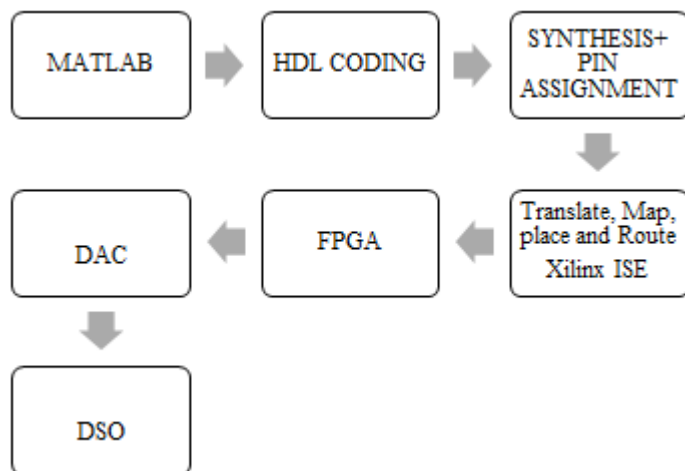 MATLAB
HDL CODING
SYNTHESIS+
PIN
ASSIGNMENT
Translate, Map,
place and Route
Xilinx ISE
FPGA
DAC
DSO